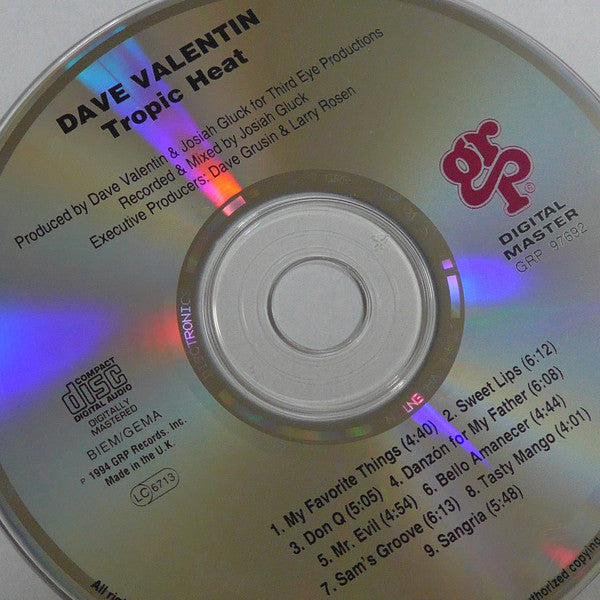 DAVE VALENTIN
Tropic Heat
Produced by Dave Valentin & Josiah Gluck for Third Eye Productions
Recorded & Mixed by Josiah Gluck
Executive Producers: Dave Grusin & Larry Rosen
grp
DIGITAL
MASTER
GRP 97692
COMPACT
disc
DIGITAL AUDIO
DIGITALLY
MASTERED
BIEM/GEMA
P 1994 GRP Records, Inc.
Made in the U.K
LC 6713
1. My Favorite Things (4:40) 2. Sweet Lips (6:12)
3. Don Q (5:05) 4. Danzón for My Father (6:08)
5. Mr. Evil (4:54) 6. Bello Amanecer (4:44)
7. Sam's Groove (6:13) 8. Tasty Mango (4:01)
9. Sangria (5:48)
All
copying